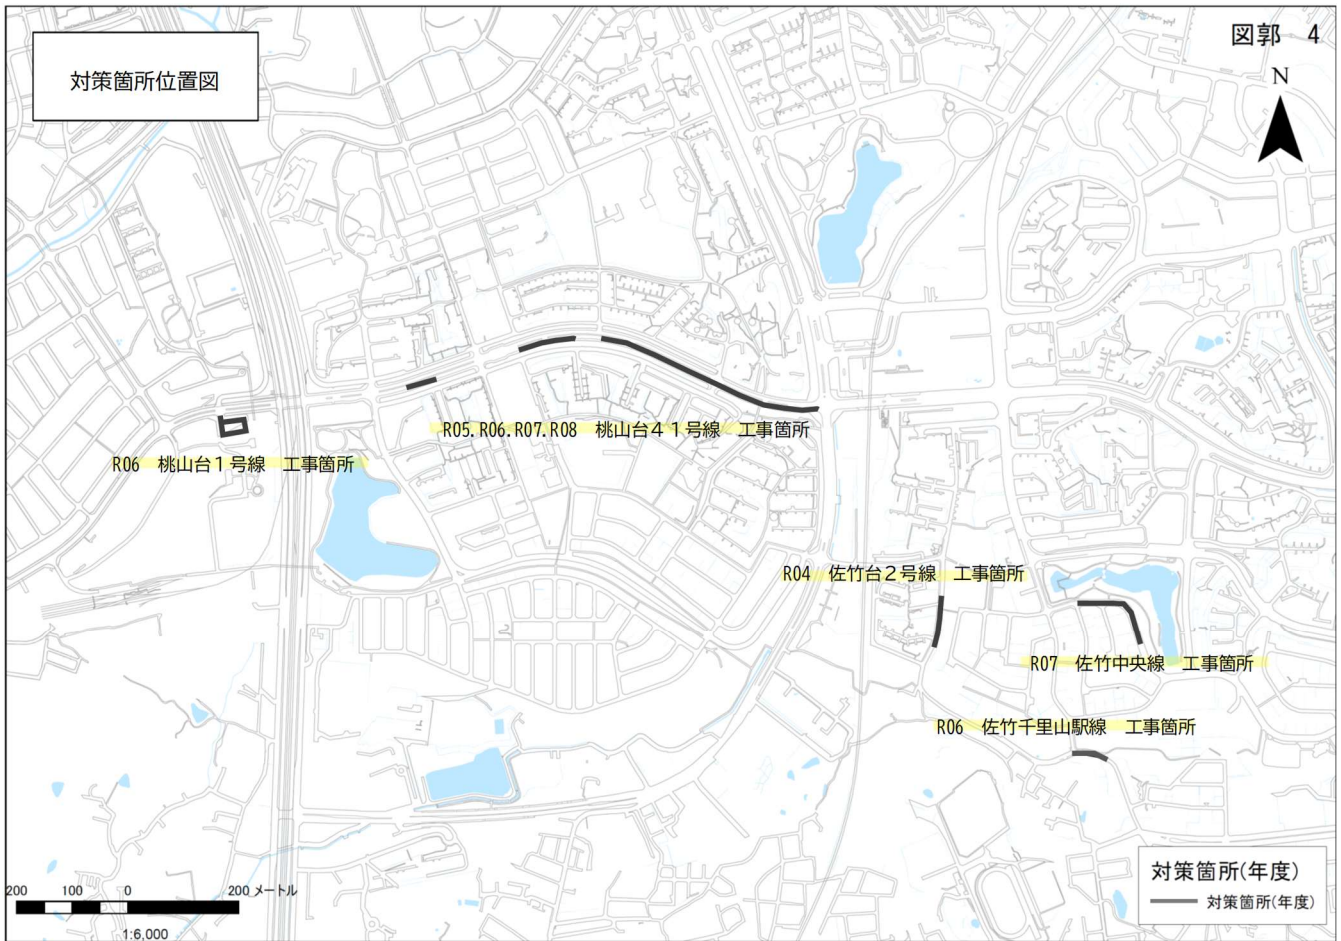 図郭 4
対策箇所位置図
N
R05.R06.R07.R08 桃山台41号線 工事箇所
R06 桃山台1号線 工事箇所
R04 佐竹台2号線 工事箇所
R07 佐竹中央線 工事箇所
R06 佐竹千里山駅線 工事箇所
対策箇所(年度)
対策箇所(年度)
200 100 0 200 メートル
1:6,000